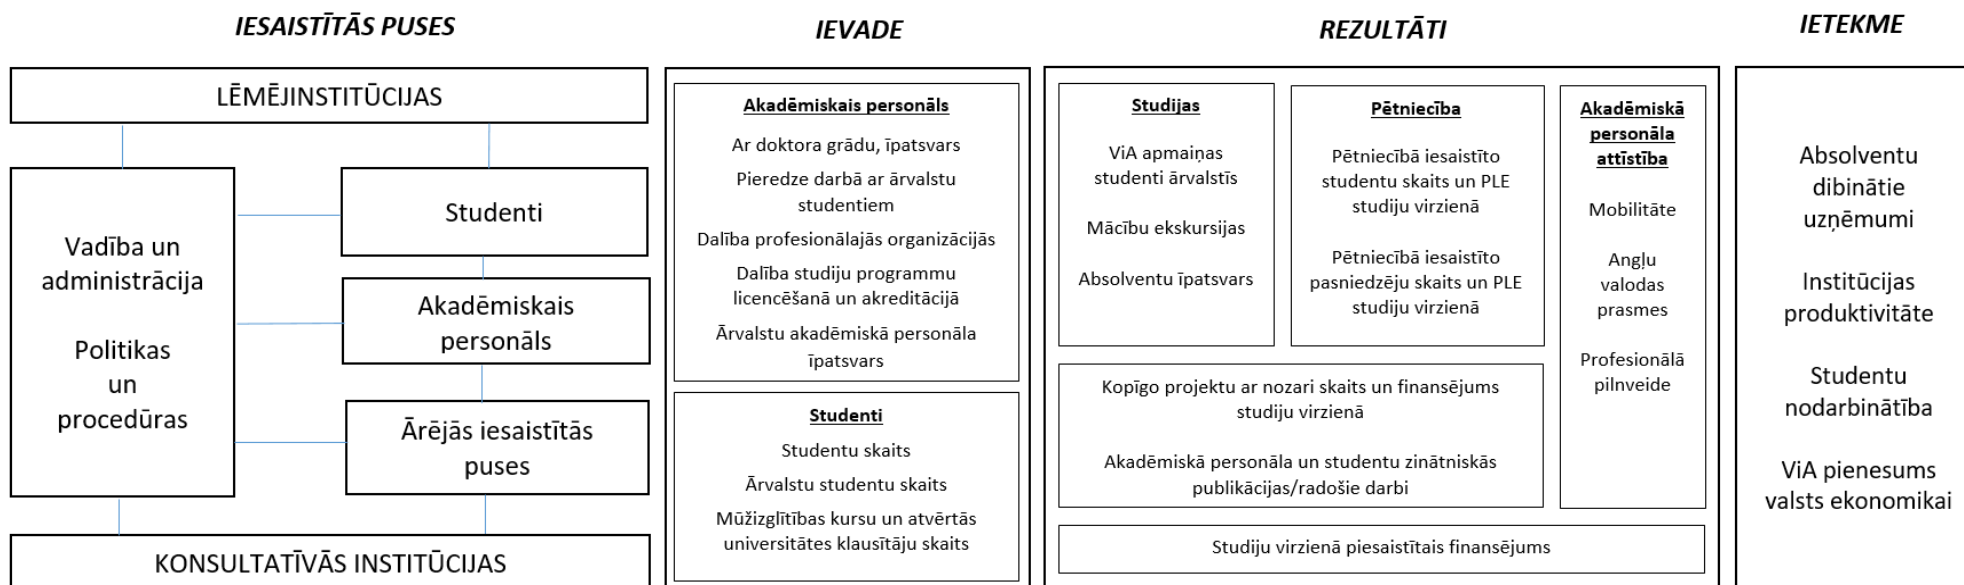 IESAISTĪTĀS PUSES
LĒMĒJINSTITŪCIJAS
Vadība un
administrācija
Politikas
un
procedūras
Studenti
Akadēmiskais
personāls
Ārējās iesaistītās
puses
KONSULTATĪVĀS INSTITŪCIJAS
IEVADE
Akadēmiskais personāls
Ar doktora grādu, īpatsvars
Pieredze darbā ar ārvalstu
studentiem
Dalība profesionālajās organizācijās
Dalība studiju programmu
licencēšanā un akreditācijā
Ārvalstu akadēmiskā personāla
īpatsvars
Studenti
Studentu skaits
Ārvalstu studentu skaits
Mūžizglītības kursu un atvērtās
universitātes klausītāju skaits
REZULTĀTI
Studijas
ViA apmaiņas
studenti ārvalstīs
Mācību ekskursijas
Absolventu īpatsvars
Pētniecība
Pētniecībā iesaistīto
studentu skaits un PLE
studiju virzienā
Pētniecībā iesaistīto
pasniedzēju skaits un PLE
studiju virzienā
Akadēmiskā
personāla
attīstība
Mobilitāte
Angļu
valodas
prasmes
Profesionālā
pilnveide
Kopīgo projektu ar nozari skaits un finansējums
studiju virzienā
Akadēmiskā personāla un studentu zinātniskās
publikācijas/radošie darbi
Studiju virzienā piesaistītais finansējums
IETEKME
Absolventu
dibinātie
uzņēmumi
Institūcijas
produktivitāte
Studentu
nodarbinātība
ViA pienesums
valsts ekonomikai